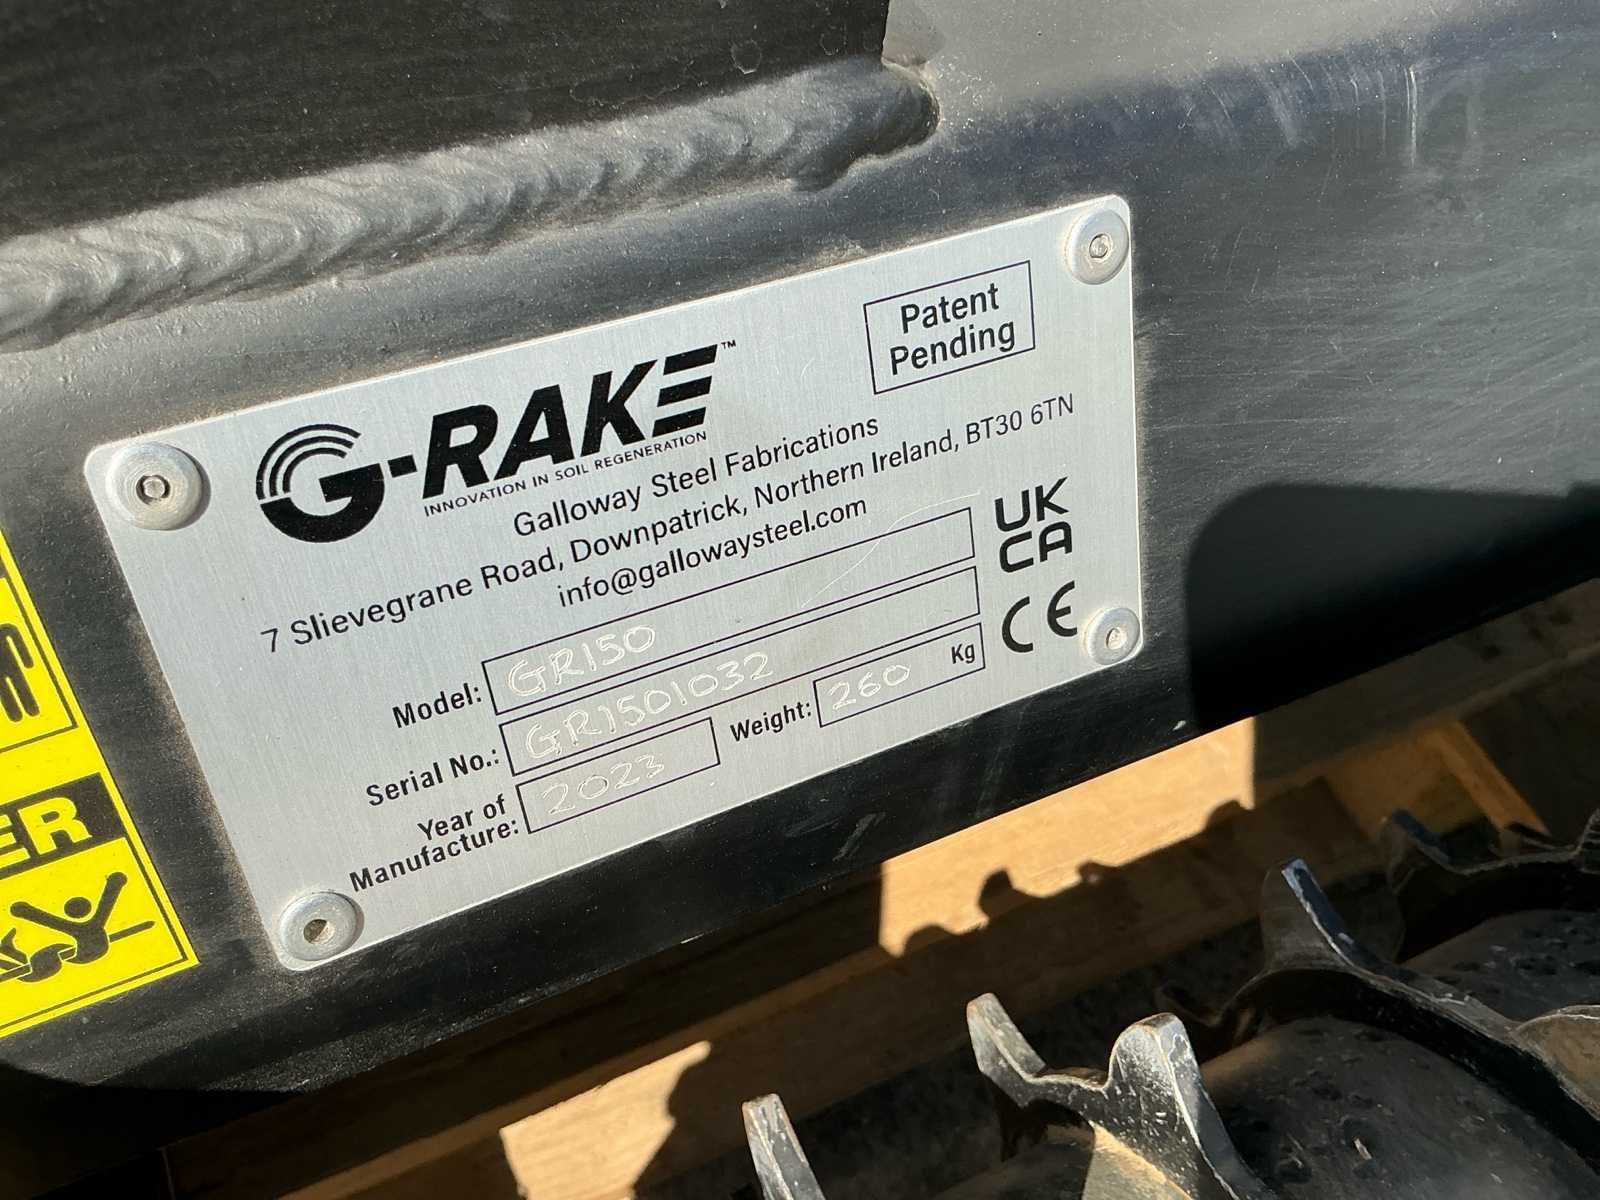 Patent
Pending
G-RAKE™
INNOVATION IN SOIL REGENERATION
Galloway Steel Fabrications
7 Slievegrane Road, Downpatrick, Northern Ireland, BT30 6TN
info@gallowaysteel.com
UK
CA
CE
Model: GR150
Serial No.: GR1501032
Year of
Manufacture: 2023
Weight: 260 Kg
ER